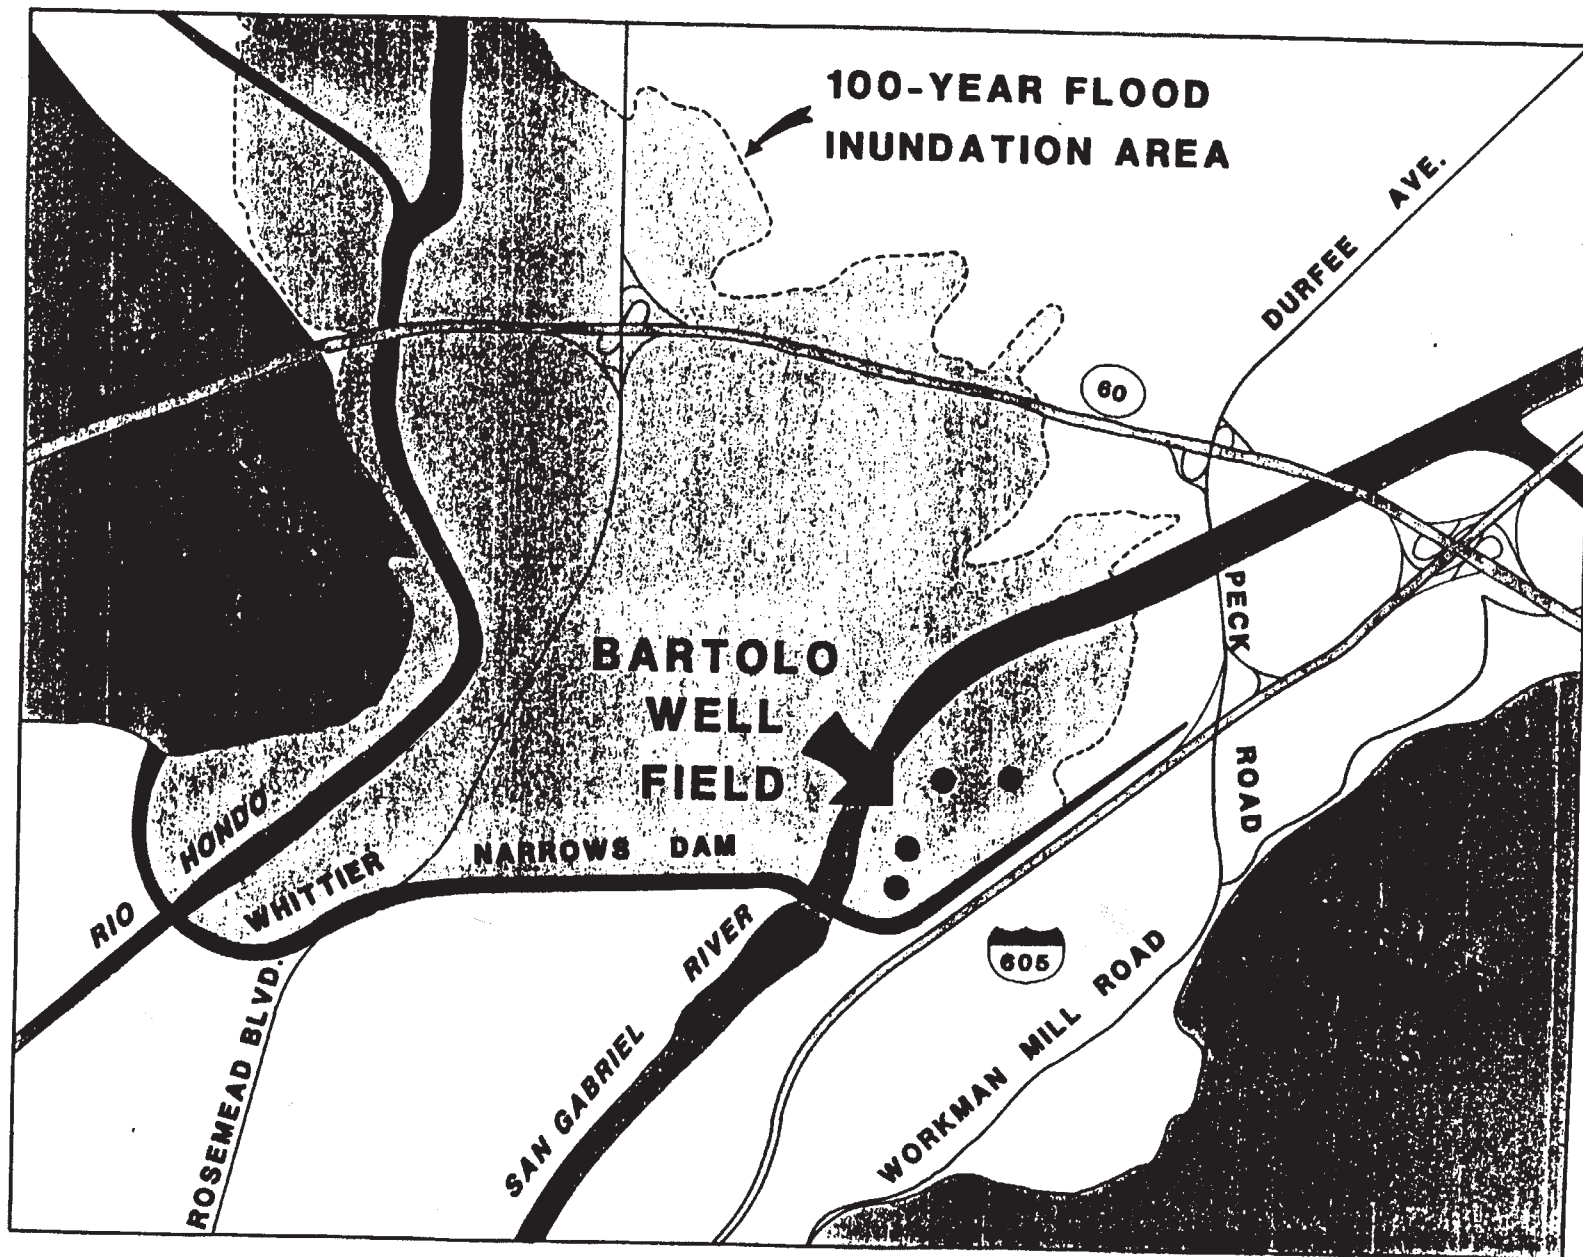 100-YEAR FLOOD
INUNDATION AREA
DURFEE AVE.
60
PECK ROAD
BARTOLO
WELL
FIELD
RIO HONDO
WHITTIER NARROWS DAM
SAN GABRIEL RIVER
605
ROSEMEAD BLVD.
WORKMAN MILL ROAD